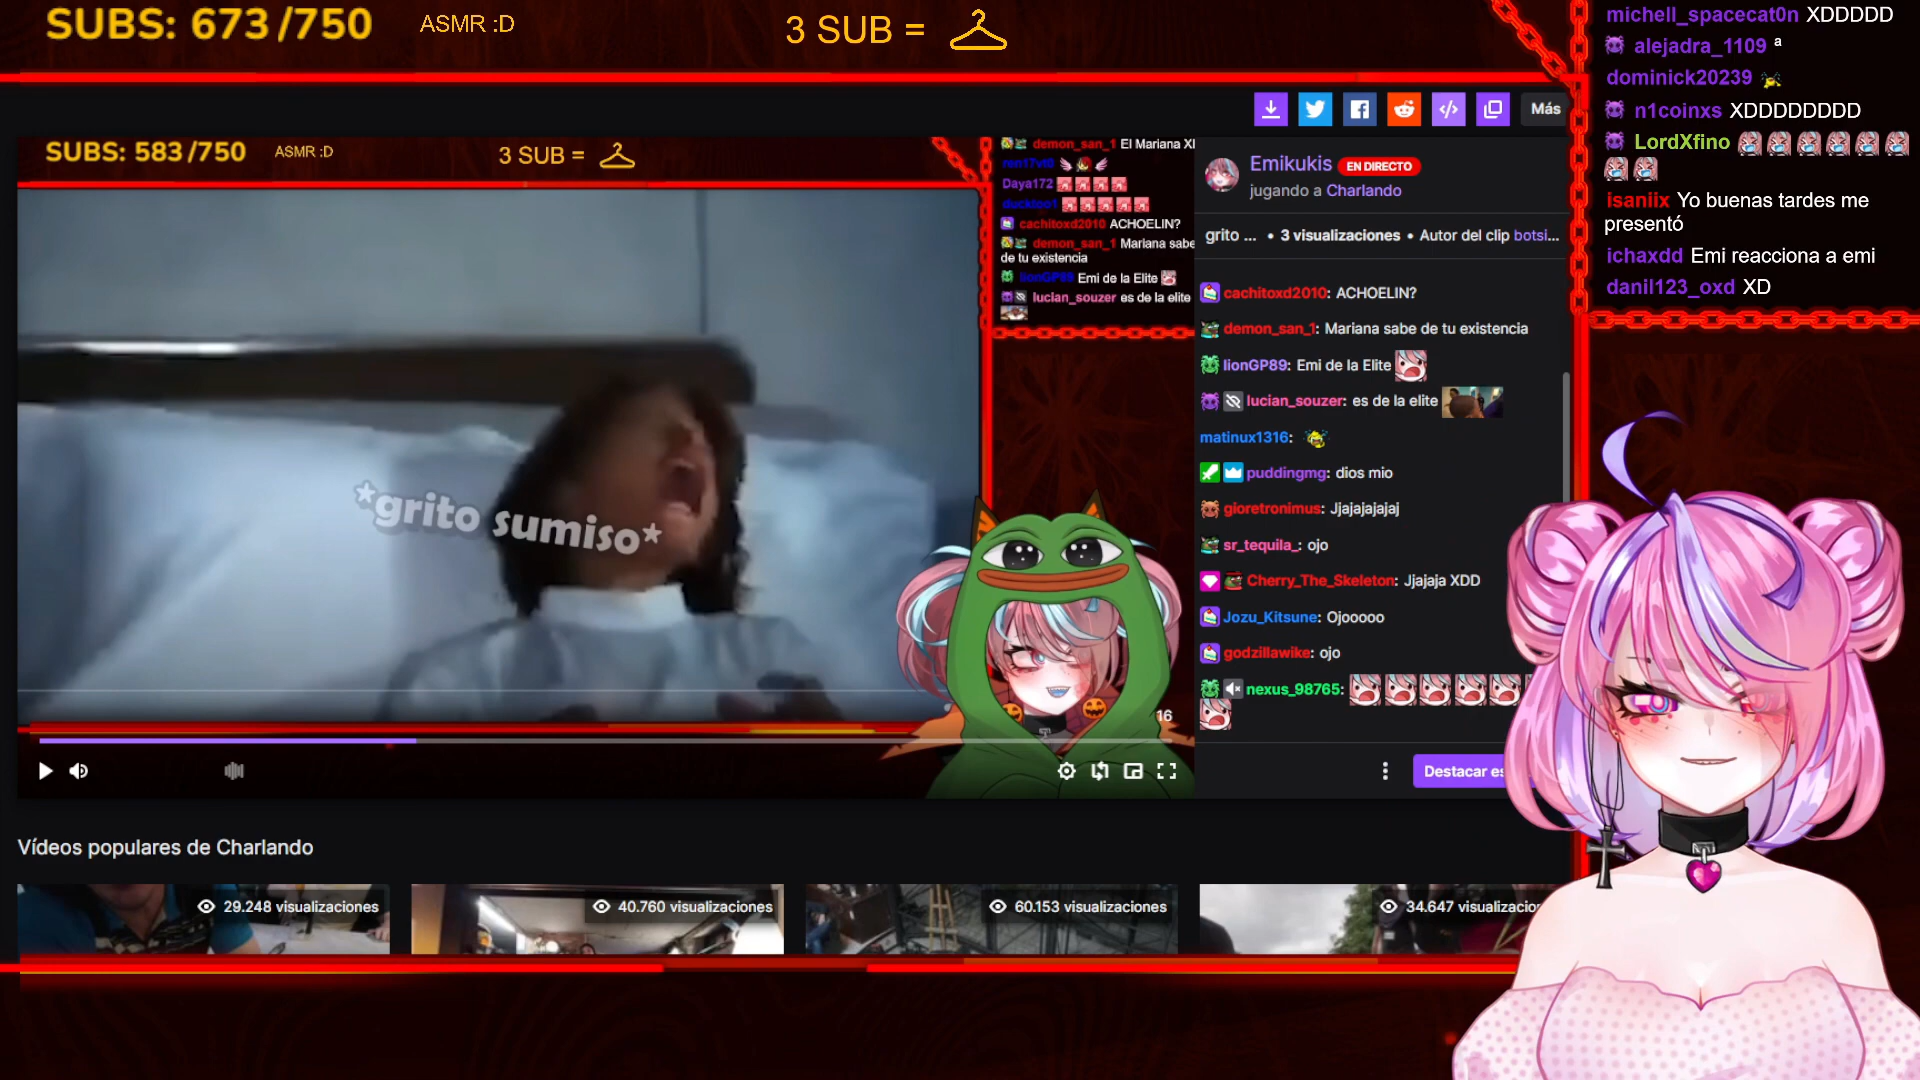 SUBS: 673 /750
ASMR :D
3 SUB =
michell_spacecat0n XDDDDD
alejadra_1109 ª
dominick20239
n1coinxs XDDDDDDDD
LordXfino
isaniix Yo buenas tardes me
presentó
ichaxdd Emi reacciona a emi
danil123_oxd XD
Más
SUBS: 583 /750
ASMR :D
3 SUB =
demon_san_1 El Mariana XI
ron17vt0
Daya172
cachitoxd2010 ACHOELIN?
demon_san_1 Mariana sabe
de tu existencia
lionGP89 Emi de la Elite
lucian_souzer es de la elite
Emikukis EN DIRECTO
jugando a Charlando
grito ... • 3 visualizaciones • Autor del clip botsi...
cachitoxd2010: ACHOELIN?
demon_san_1: Mariana sabe de tu existencia
lionGP89: Emi de la Elite
lucian_souzer: es de la elite
matinux1316:
puddingmg: dios mio
gioretronimus: Jjajajajajaj
sr_tequila_: ojo
Cherry_The_Skeleton: Jjajaja XDD
Jozu_Kitsune: Ojooooo
godzillawike: ojo
nexus_98765:
*grito sumiso*
16
Destacar es
Vídeos populares de Charlando
29.248 visualizaciones
40.760 visualizaciones
60.153 visualizaciones
34.647 visualizacion